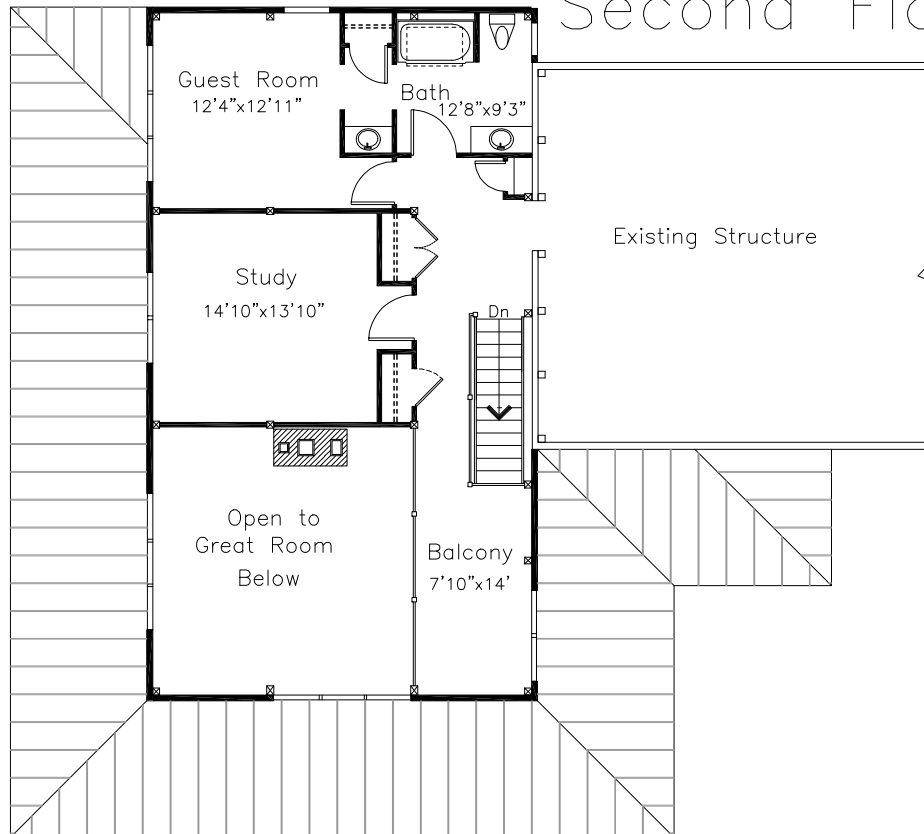 Second Flo
Guest Room
12'4"x12'11"
Bath
12'8"x9'3"
Existing Structure
Study
14'10"x13'10"
Dn
Open to
Great Room
Below
Balcony
7'10"x14'